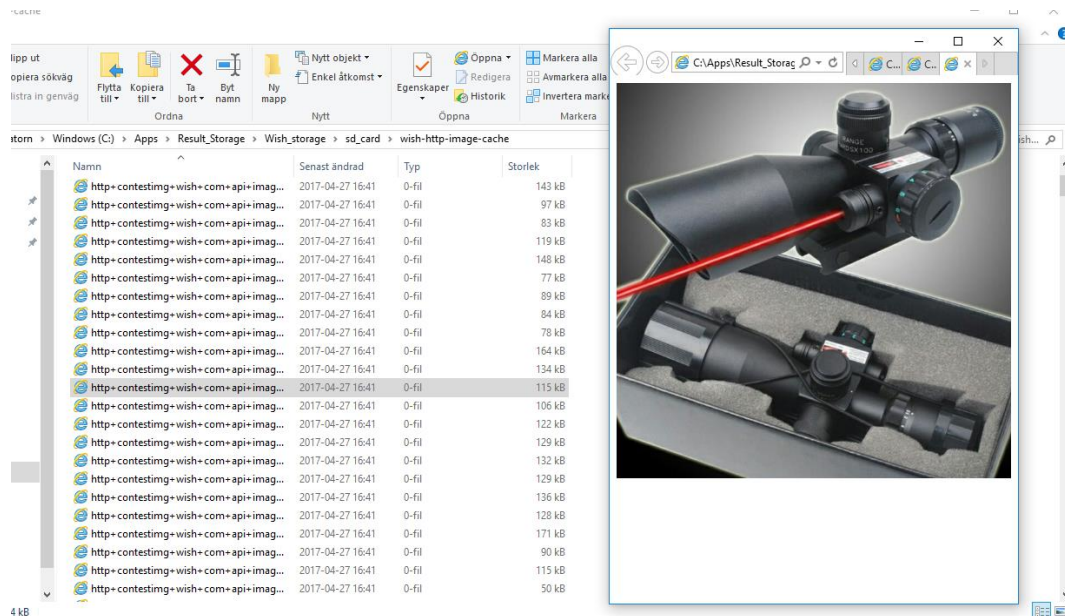 -cache
lipp ut
opiera sökväg
listra in genväg
Flytta till
Kopiera till
Ta bort
Byt namn
Ny mapp
Nytt objekt
Enkel åtkomst
Egenskaper
Öppna
Redigera
Historik
Markera alla
Avmarkera alla
Invertera marke
Ordna
Nytt
Öppna
Markera
atorn > Windows (C:) > Apps > Result_Storage > Wish_storage > sd_card > wish-http-image-cache
Namn Senast ändrad Typ Storlek
http+contestimg+wish+com+api+imag... 2017-04-27 16:41 0-fil 143 kB
http+contestimg+wish+com+api+imag... 2017-04-27 16:41 0-fil 97 kB
http+contestimg+wish+com+api+imag... 2017-04-27 16:41 0-fil 83 kB
http+contestimg+wish+com+api+imag... 2017-04-27 16:41 0-fil 119 kB
http+contestimg+wish+com+api+imag... 2017-04-27 16:41 0-fil 148 kB
http+contestimg+wish+com+api+imag... 2017-04-27 16:41 0-fil 77 kB
http+contestimg+wish+com+api+imag... 2017-04-27 16:41 0-fil 89 kB
http+contestimg+wish+com+api+imag... 2017-04-27 16:41 0-fil 84 kB
http+contestimg+wish+com+api+imag... 2017-04-27 16:41 0-fil 78 kB
http+contestimg+wish+com+api+imag... 2017-04-27 16:41 0-fil 164 kB
http+contestimg+wish+com+api+imag... 2017-04-27 16:41 0-fil 134 kB
http+contestimg+wish+com+api+imag... 2017-04-27 16:41 0-fil 115 kB
http+contestimg+wish+com+api+imag... 2017-04-27 16:41 0-fil 106 kB
http+contestimg+wish+com+api+imag... 2017-04-27 16:41 0-fil 122 kB
http+contestimg+wish+com+api+imag... 2017-04-27 16:41 0-fil 129 kB
http+contestimg+wish+com+api+imag... 2017-04-27 16:41 0-fil 132 kB
http+contestimg+wish+com+api+imag... 2017-04-27 16:41 0-fil 129 kB
http+contestimg+wish+com+api+imag... 2017-04-27 16:41 0-fil 136 kB
http+contestimg+wish+com+api+imag... 2017-04-27 16:41 0-fil 128 kB
http+contestimg+wish+com+api+imag... 2017-04-27 16:41 0-fil 171 kB
http+contestimg+wish+com+api+imag... 2017-04-27 16:41 0-fil 90 kB
http+contestimg+wish+com+api+imag... 2017-04-27 16:41 0-fil 115 kB
http+contestimg+wish+com+api+imag... 2017-04-27 16:41 0-fil 50 kB
4 kB
C:\Apps\Result_Storag
C...
C...
RANGE